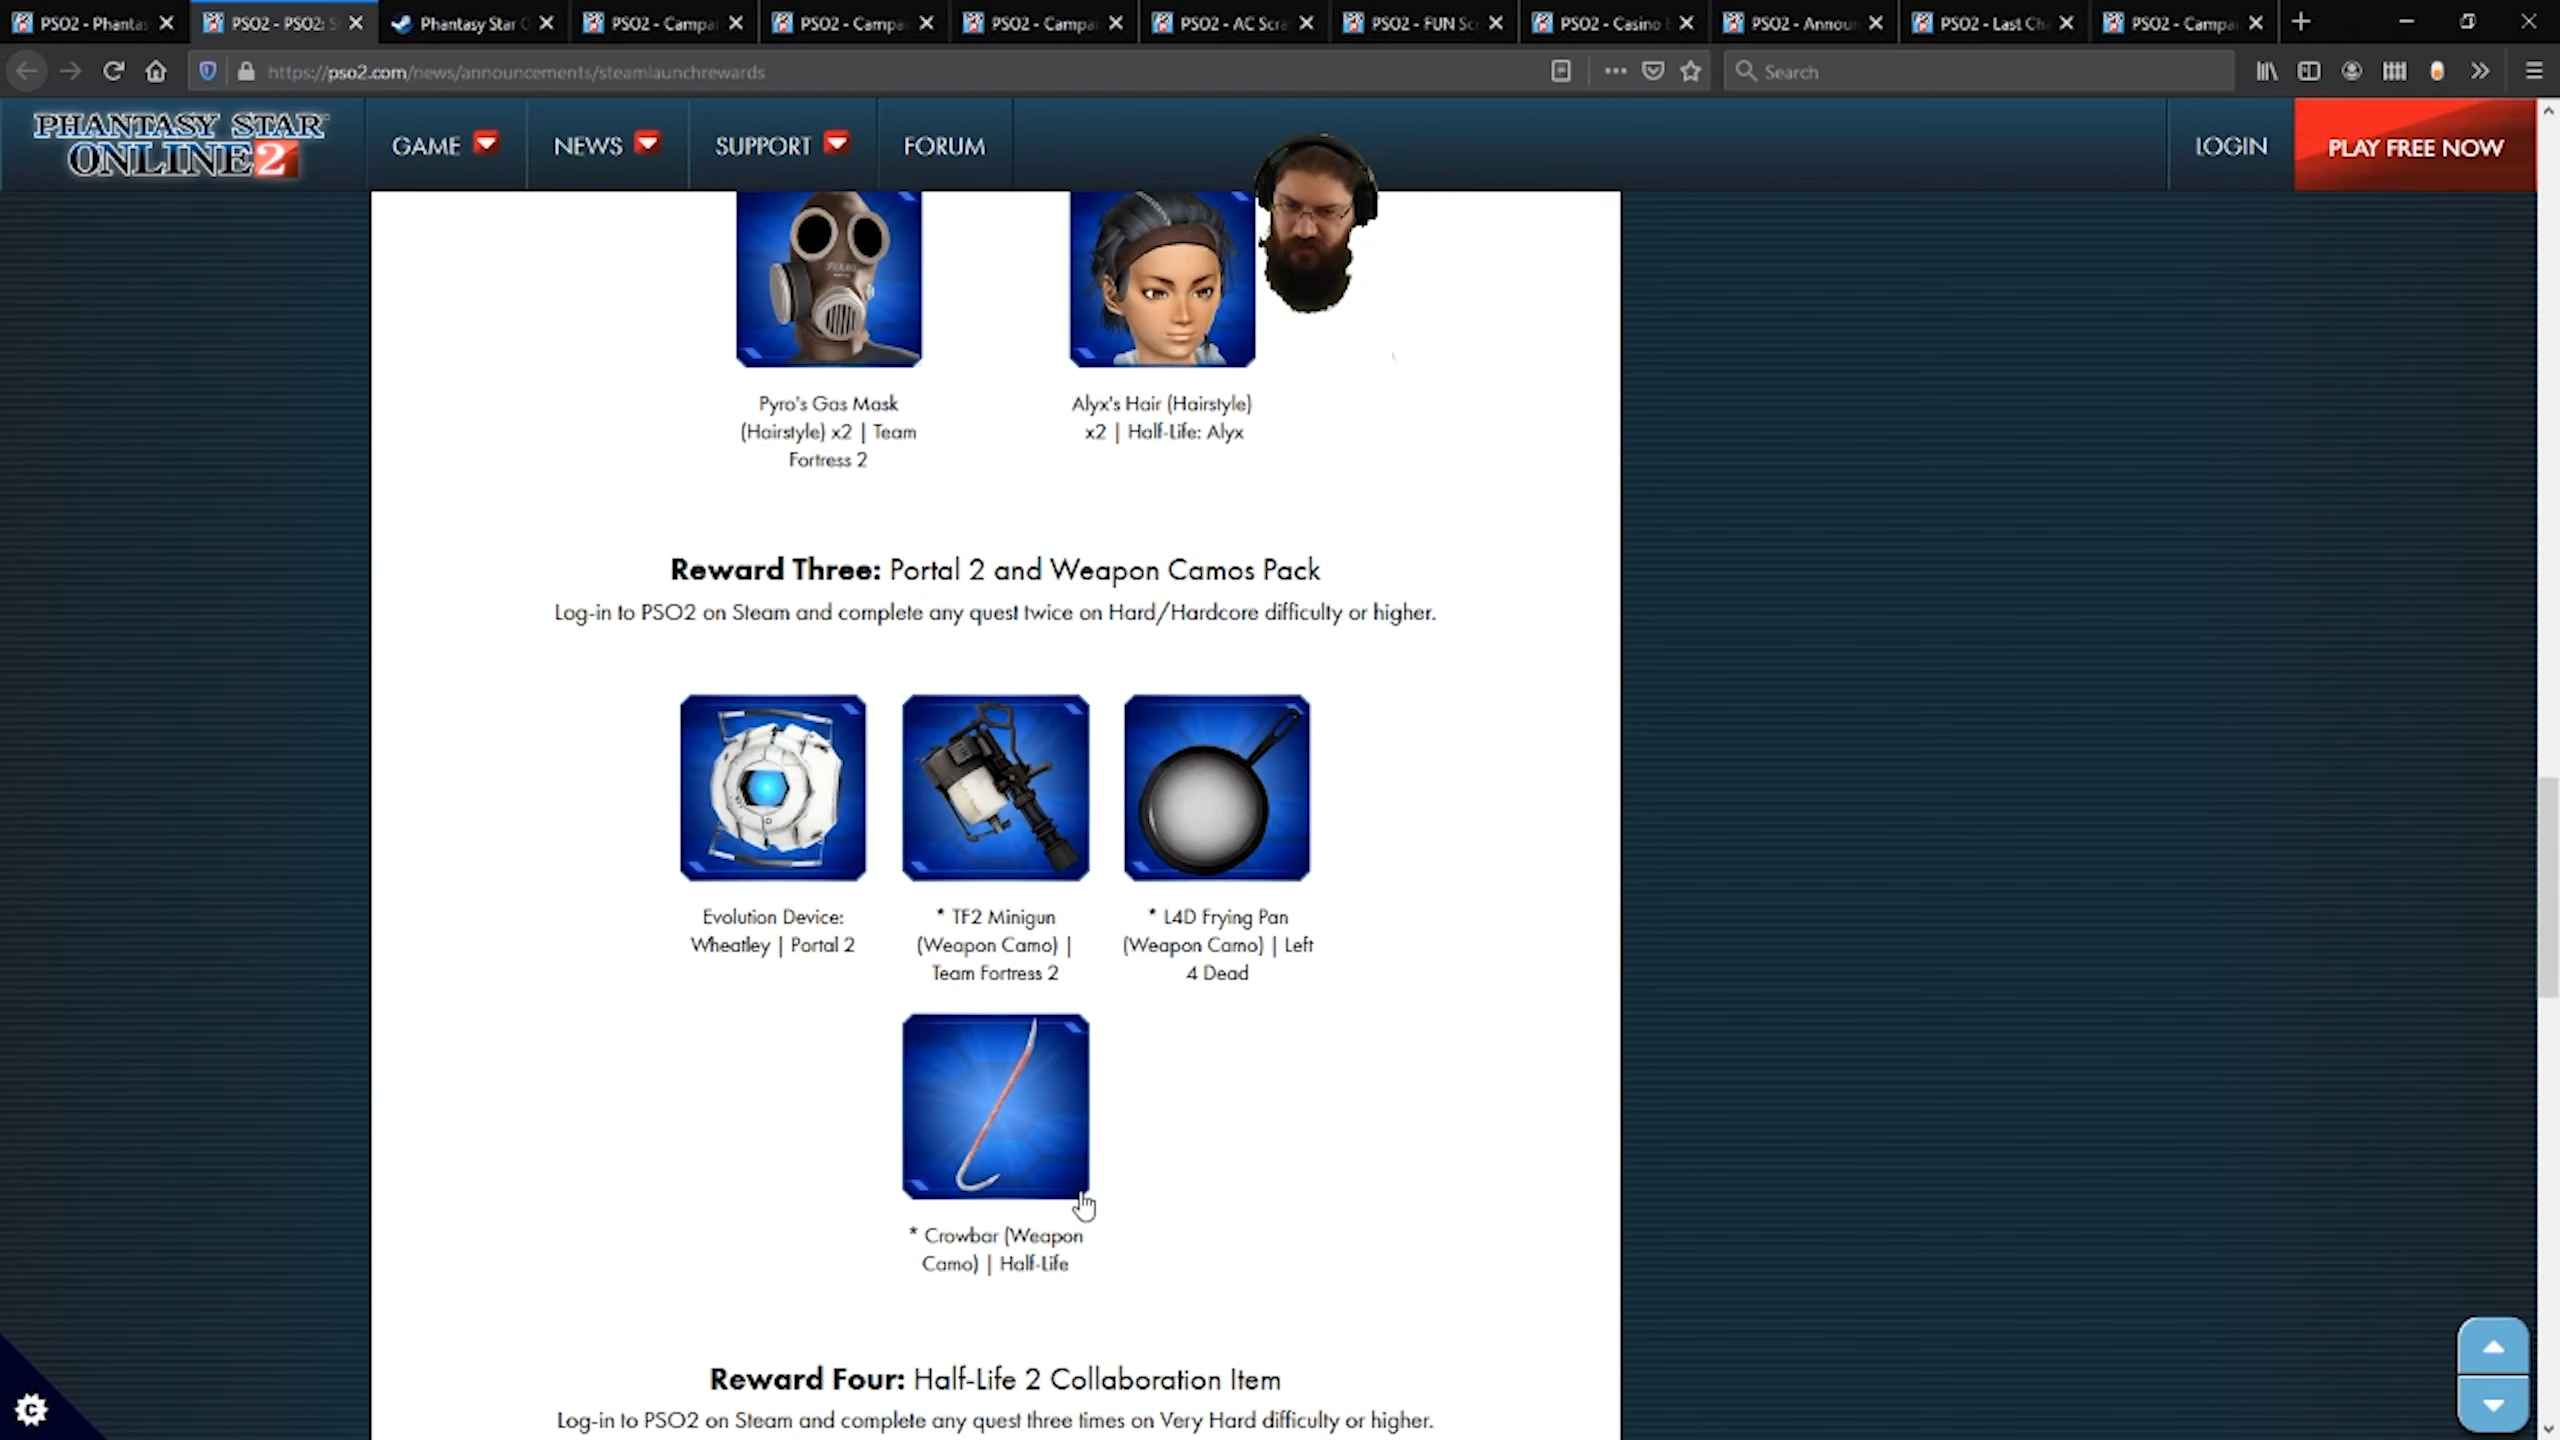 PSO2 - Phanta
PSO2 - PSO2: S
Phantasy Star O
PSO2 - Campa
PSO2 - Campa
PSO2 - Campa
PSO2 - AC Scra
PSO2 - FUN Scr
PSO2 - Casino
PSO2 - Announ
PSO2 - Last Ch
PSO2 - Campa
https://pso2.com/news/announcements/steamlaunchrewards
Search
PHANTASY STAR
ONLINE 2
GAME
NEWS
SUPPORT
FORUM
LOGIN
PLAY FREE NOW
Pyro's Gas Mask
(Hairstyle) x2 | Team
Fortress 2
Alyx's Hair (Hairstyle)
x2 | Half-Life: Alyx
Reward Three: Portal 2 and Weapon Camos Pack
Log-in to PSO2 on Steam and complete any quest twice on Hard/Hardcore difficulty or higher.
Evolution Device:
Wheatley | Portal 2
* TF2 Minigun
(Weapon Camo) |
Team Fortress 2
* L4D Frying Pan
(Weapon Camo) | Left
4 Dead
* Crowbar (Weapon
Camo) | Half-Life
Reward Four: Half-Life 2 Collaboration Item
Log-in to PSO2 on Steam and complete any quest three times on Very Hard difficulty or higher.